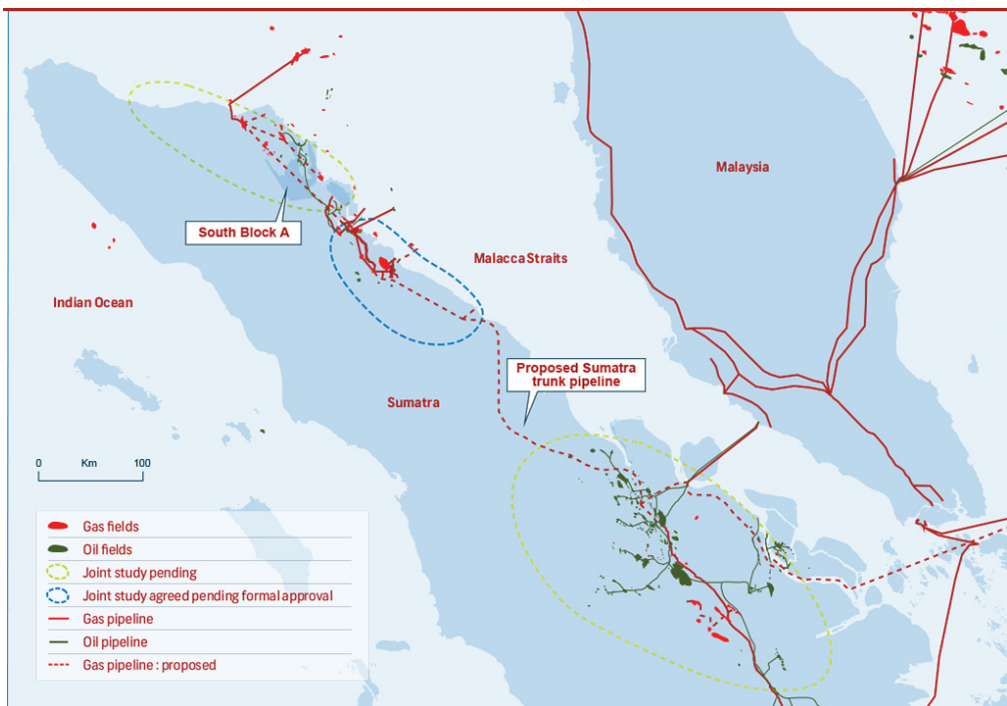 Malaysia
South Block A
Malacca Straits
Indian Ocean
Proposed Sumatra
trunk pipeline
Sumatra
0 Km 100
Gas fields
Oil fields
Joint study pending
Joint study agreed pending formal approval
Gas pipeline
Oil pipeline
Gas pipeline : proposed